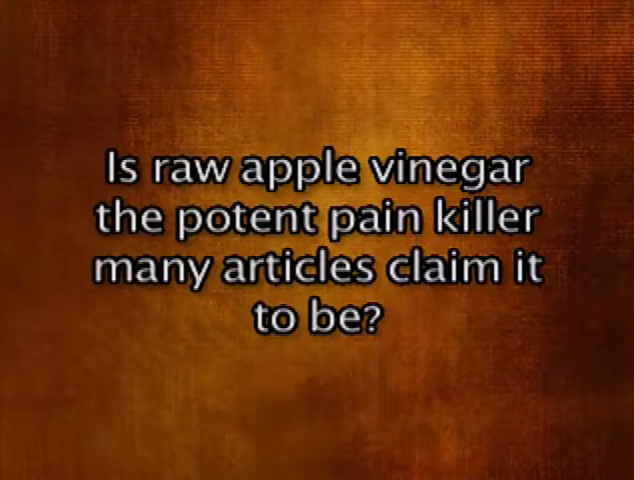 Is raw apple vinegar
the potent pain killer
many articles claim it
to be?